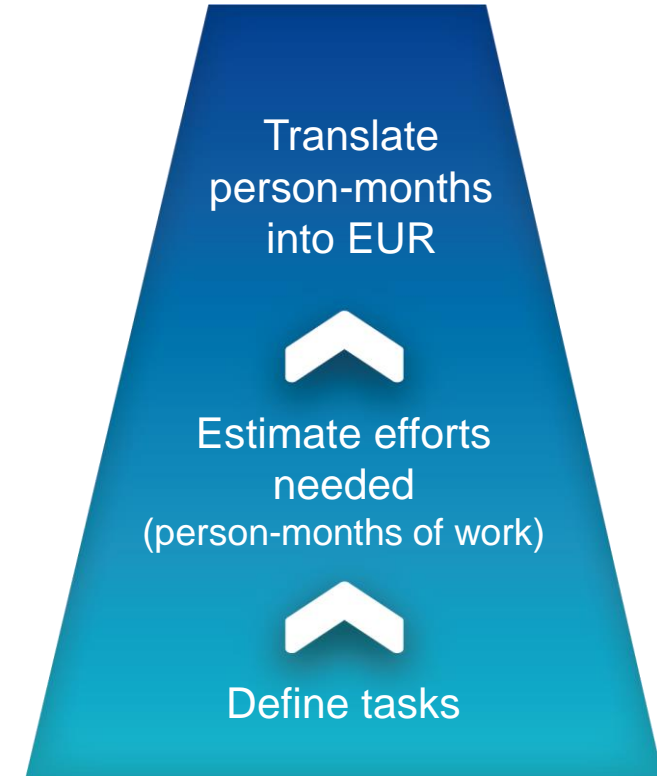 Translate
person-months
into EUR
Estimate efforts
needed
(person-months of work)
Define tasks